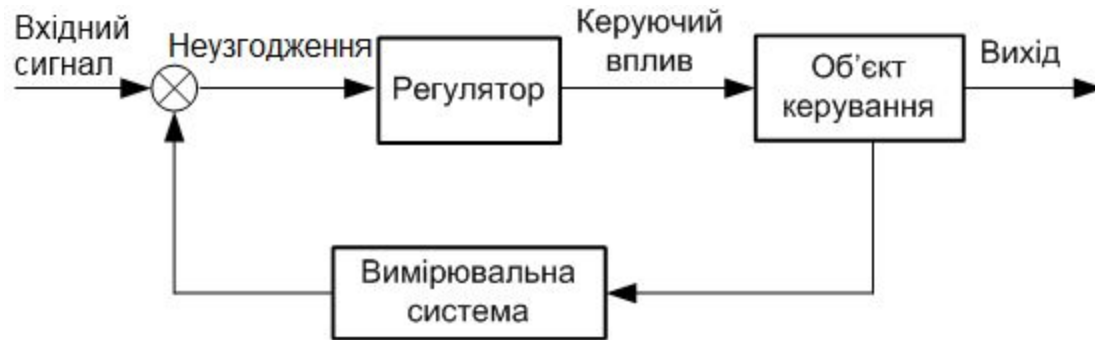 Вхідний
сигнал
Неузгодження
Регулятор
Керуючий
вплив
Об’єкт
керування
Вихід
Вимірювальна
система